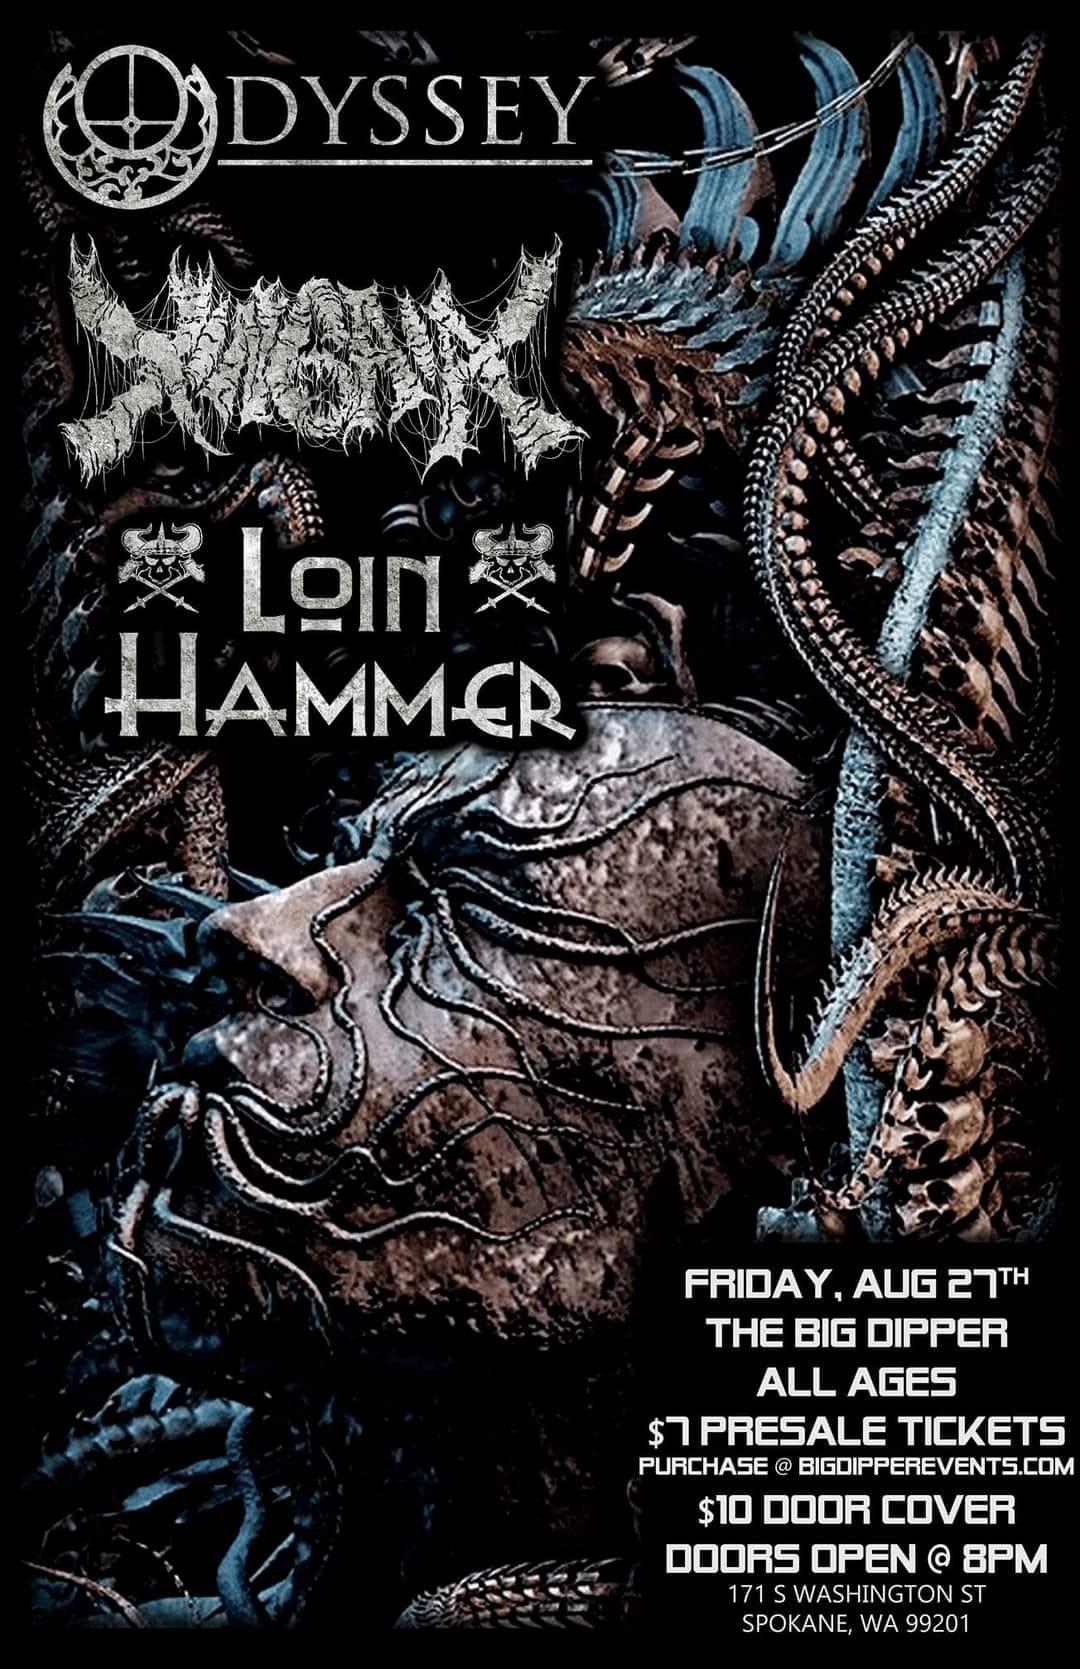 ODYSSEY
LOIN
HAMMER
FRIDAY, AUG 27TH
THE BIG DIPPER
ALL AGES
$7 PRESALE TICKETS
PURCHASE @ BIGDIPPEREVENTS.COM
$10 DOOR COVER
DOORS OPEN @ 8PM
171 S WASHINGTON ST
SPOKANE, WA 99201